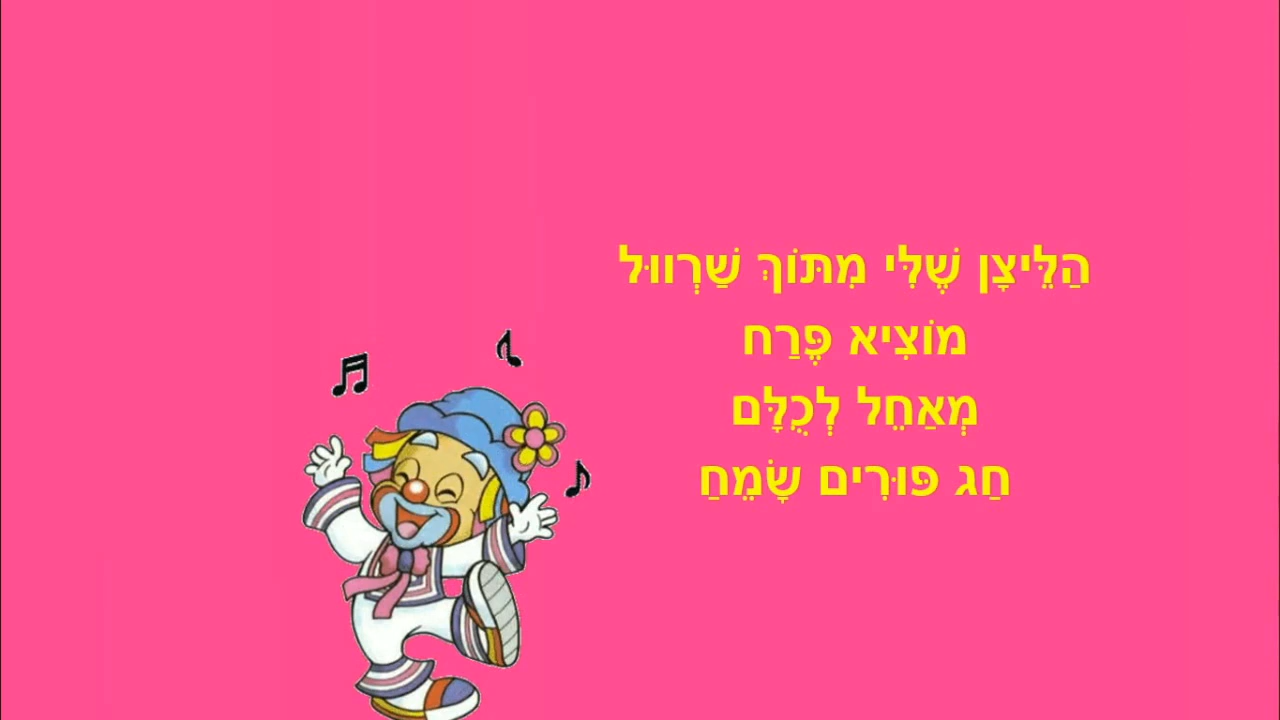 הַלֵּיצָן שֶׁלִּי מִתּוֹךְ שַׁרְווּל
מוֹצִיא פֶּרַח
מְאַחֵל לְכֻלָּם
חַג פּוּרִים שָׂמֵחַ